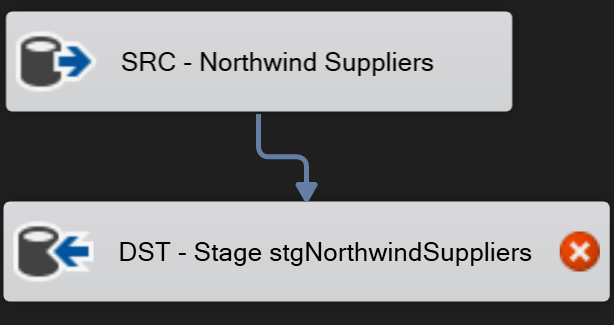 SRC - Northwind Suppliers
DST - Stage stgNorthwindSuppliers